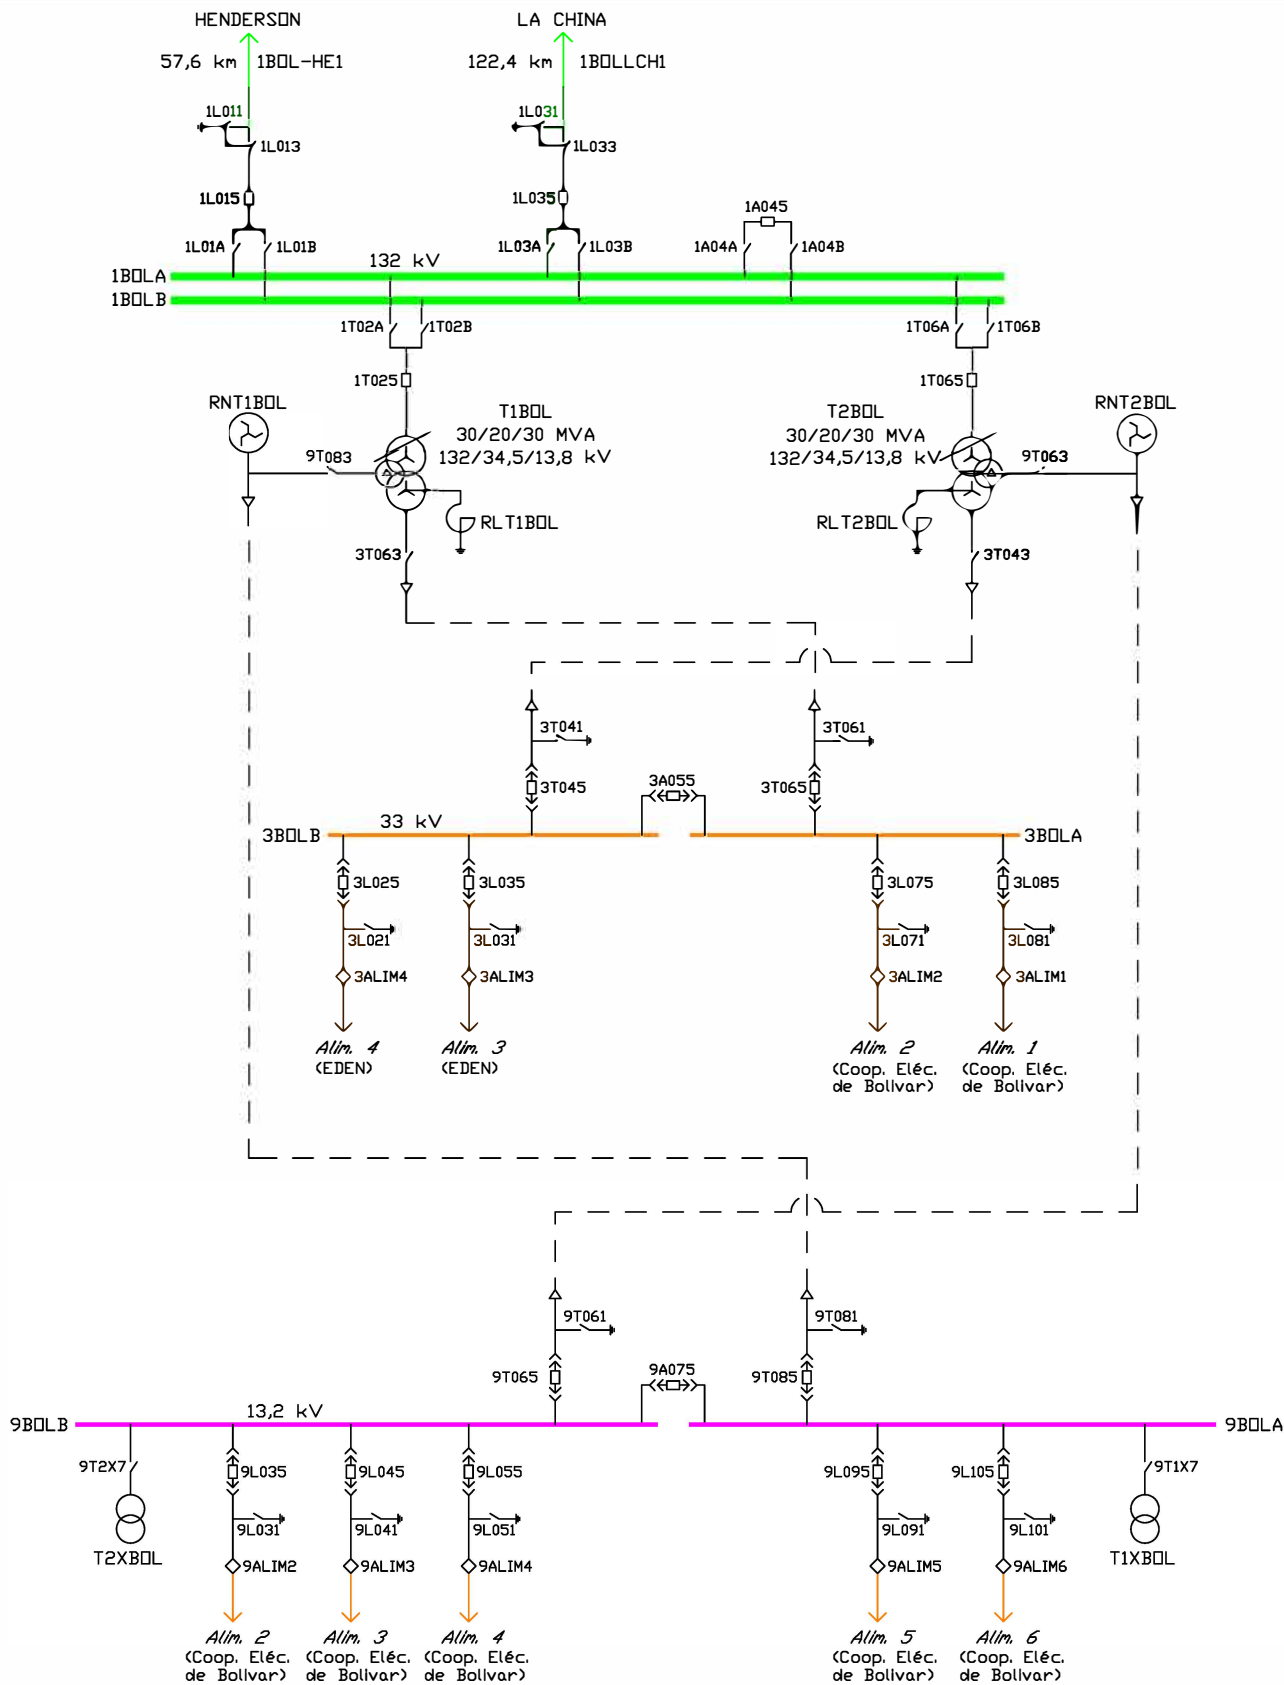 HENDERSON
LA CHINA
57,6 km
1BOL-HE1
122,4 km
1BOLLCH1
1L011
1L031
1L013
1L033
1L015
1L035
1A045
1L01A
1L01B
1L03A
1L03B
1A04A
1A04B
132 kV
1BOLA
1BOLB
1T02A
1T02B
1T06A
1T06B
1T025
1T065
RNT1BOL
T1BOL
T2BOL
RNT2BOL
30/20/30 MVA
30/20/30 MVA
132/34,5/13,8 kV
132/34,5/13,8 kV
9T083
9T063
RLT1BOL
RLT2BOL
3T063
3T043
3T041
3T061
3T045
3A055
3T065
33 kV
3BOLB
3BOLA
3L025
3L035
3L075
3L085
3L021
3L031
3L071
3L081
3ALIM4
3ALIM3
3ALIM2
3ALIM1
Alim. 4
(EDEN)
Alim. 3
(EDEN)
Alim. 2
(Coop. Eléc.
de Bolivar)
Alim. 1
(Coop. Eléc.
de Bolivar)
9T061
9T081
9T065
9A075
9T085
13,2 kV
9BOLB
9BOLA
9T2X7
9L035
9L045
9L055
9L095
9L105
9T1X7
9L031
9L041
9L051
9L091
9L101
T2XBOL
T1XBOL
9ALIM2
9ALIM3
9ALIM4
9ALIM5
9ALIM6
Alim. 2
(Coop. Eléc.
de Bolivar)
Alim. 3
(Coop. Eléc.
de Bolivar)
Alim. 4
(Coop. Eléc.
de Bolivar)
Alim. 5
(Coop. Eléc.
de Bolivar)
Alim. 6
(Coop. Eléc.
de Bolivar)